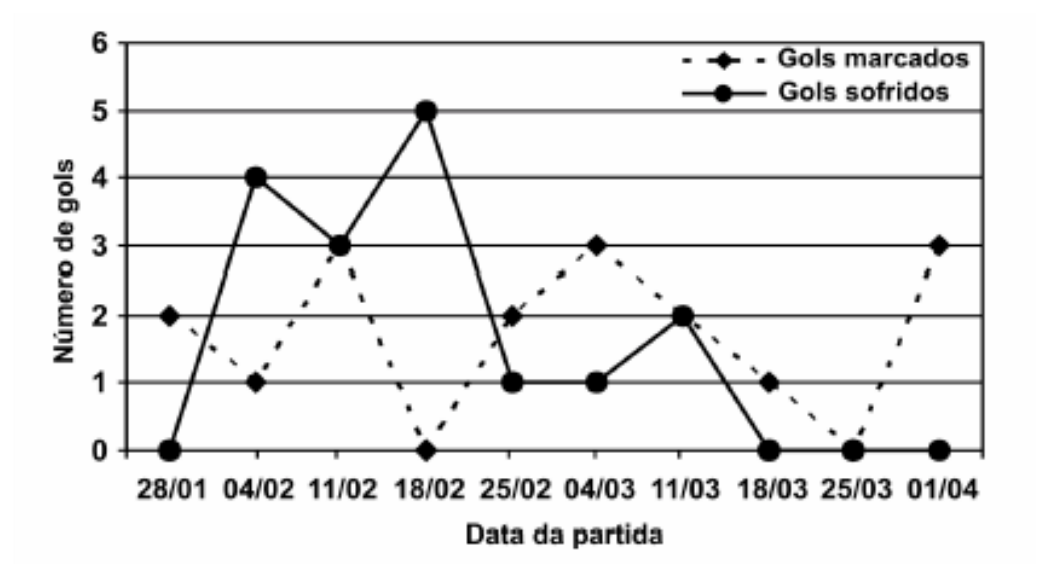 6
Gols marcados
Gols sofridos
5
4
3
2
1
0
Número de gols
28/01 04/02 11/02 18/02 25/02 04/03 11/03 18/03 25/03 01/04
Data da partida